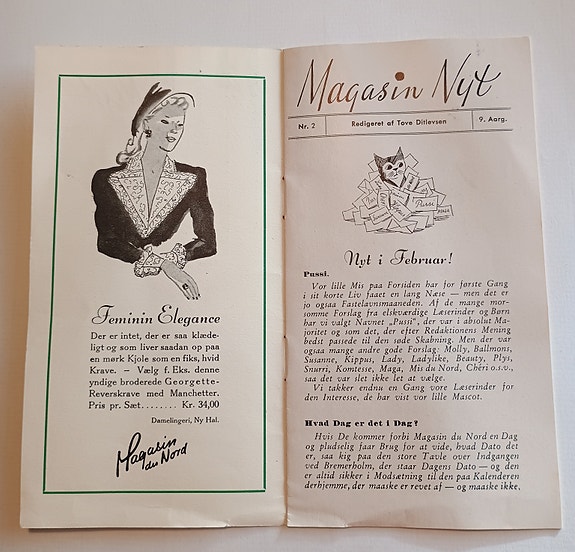 Feminin Elegance
Der er intet, der er saa klæde-
ligt og som liver saadan op paa
en mørk Kjole som en fiks, hvid
Krave. – Vælg f. Eks. denne
yndige broderede Georgette-
Reverskrave med Manchetter.
Pris pr. Sæt........ Kr. 34,00
Damelingeri, Ny Hal.
Magasin
du Nord
Magasin Nyt
Nr. 2
Redigeret af Tove Ditlevsen
9. Aarg.
Pussi
Nyt i Februar!
Pussi.
Vor lille Mis paa Forsiden har for første Gang
i sit korte Liv faaet en lang Næse — men det er
jo ogsaa Fastelavnsmaaneden. Af de mange mor-
somme Forslag fra elskværdige Læserinder og Børn
har vi valgt Navnet „Pussi", der var i absolut Ma-
joritet og som det, der efter Redaktionens Mening
bedst passede til den søde Skabning. Men der var
ogsaa mange andre gode Forslag: Molly, Ballmons,
Susanne, Kippus, Lady, Ladylike, Beauty, Plys,
Snurri, Komtesse, Maga, Mis du Nord, Chéri o.s.v.,
saa det var slet ikke let at vælge.
Vi takker endnu en Gang vore Læserinder for
den Interesse, de har vist vor lille Mascot.
Hvad Dag er det i Dag?
Hvis De kommer forbi Magasin du Nord en Dag
og pludselig faar Brug for at vide, hvad Dato det
er, saa kig paa den store Tavle over Indgangen
ved Bremerholm, der staar Dagens Dato — og den
er altid sikker i Modsætning til den paa Kalenderen
derhjemme, der maaske er revet af — og maaske ikke,